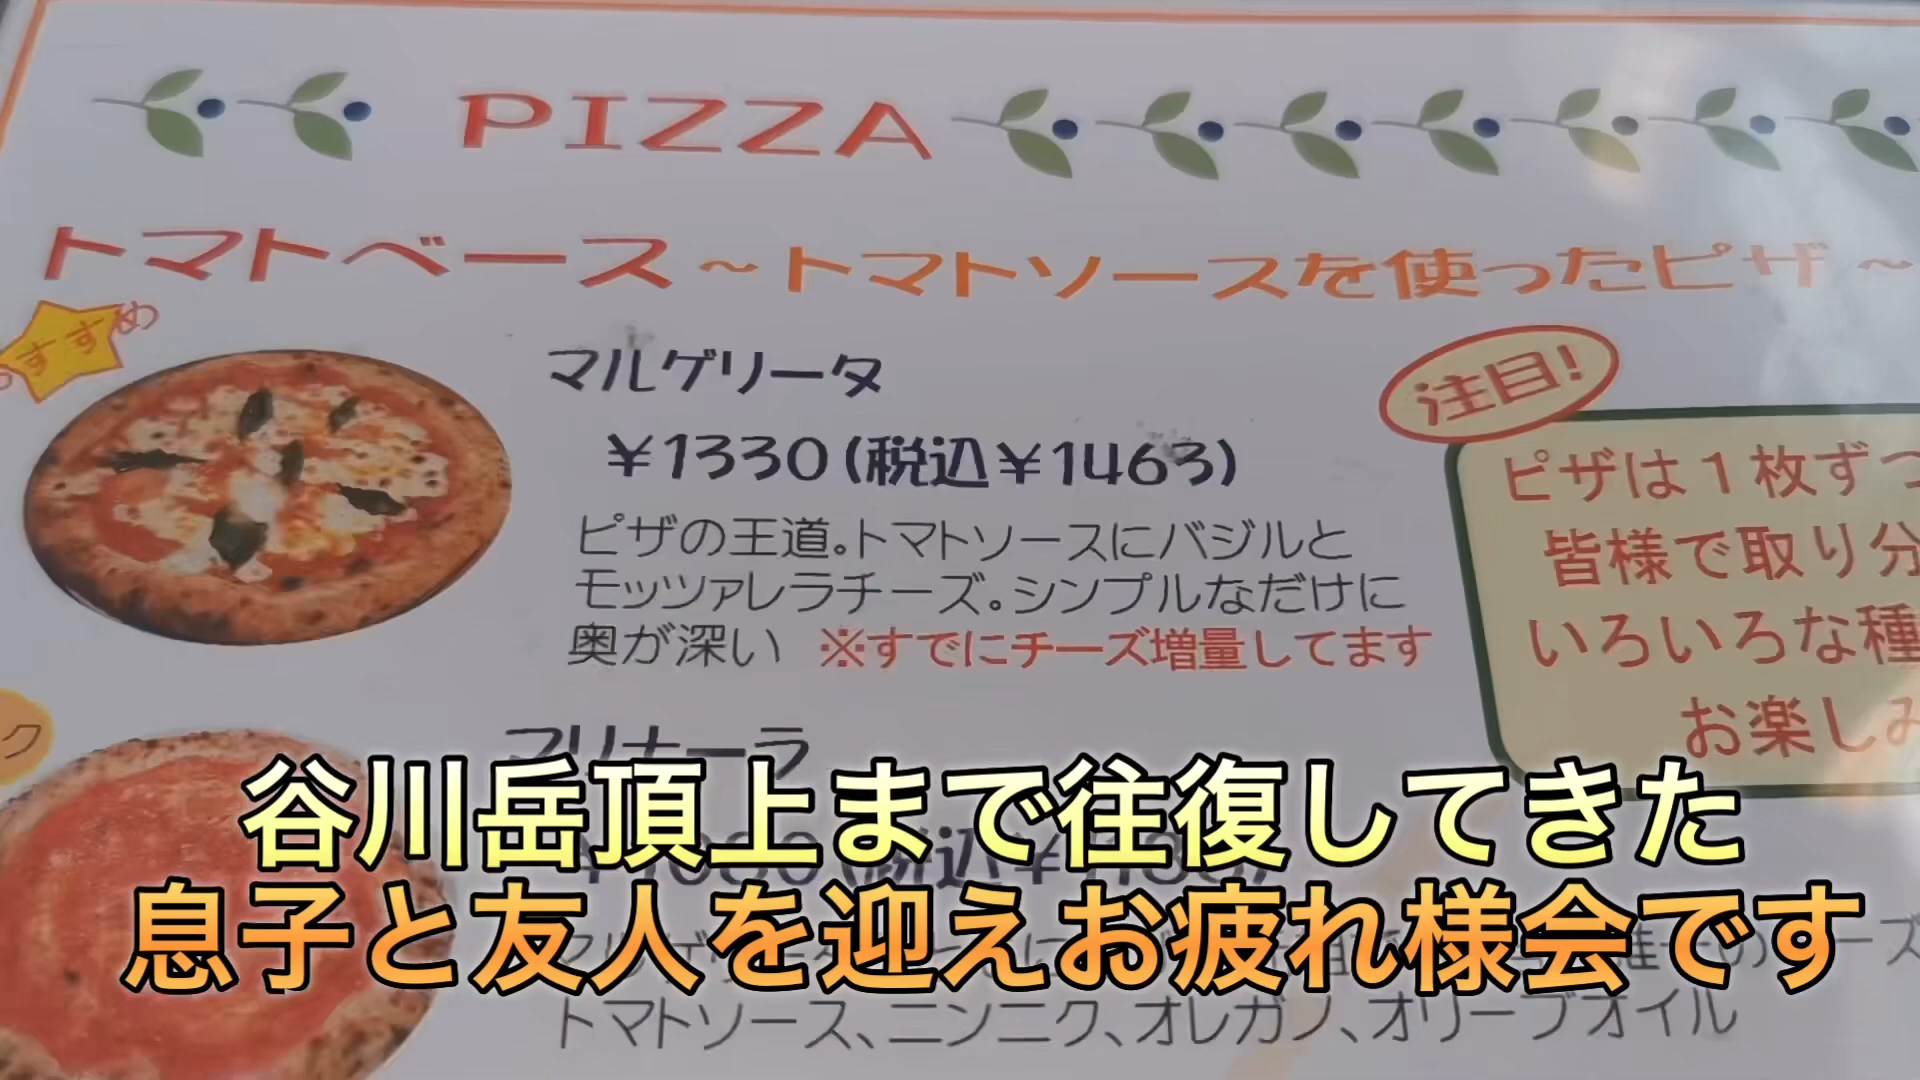 PIZZA
トマトベース ～トマトソースを使ったピザ～
すすめ
マルゲリータ
¥1330(税込¥1463)
ピザの王道。トマトソースにバジルと
モッツァレラチーズ。シンプルなだけに
奥が深い ※すでにチーズ増量してます
注目!
ピザは1枚ずつ
皆様で取り分
いろいろな種
お楽しみ
ク
マリナーラ
谷川岳頂上まで往復してきた
息子と友人を迎えお疲れ様会です
トマトソース、ニンニク、オレガノ、オリーブオイル